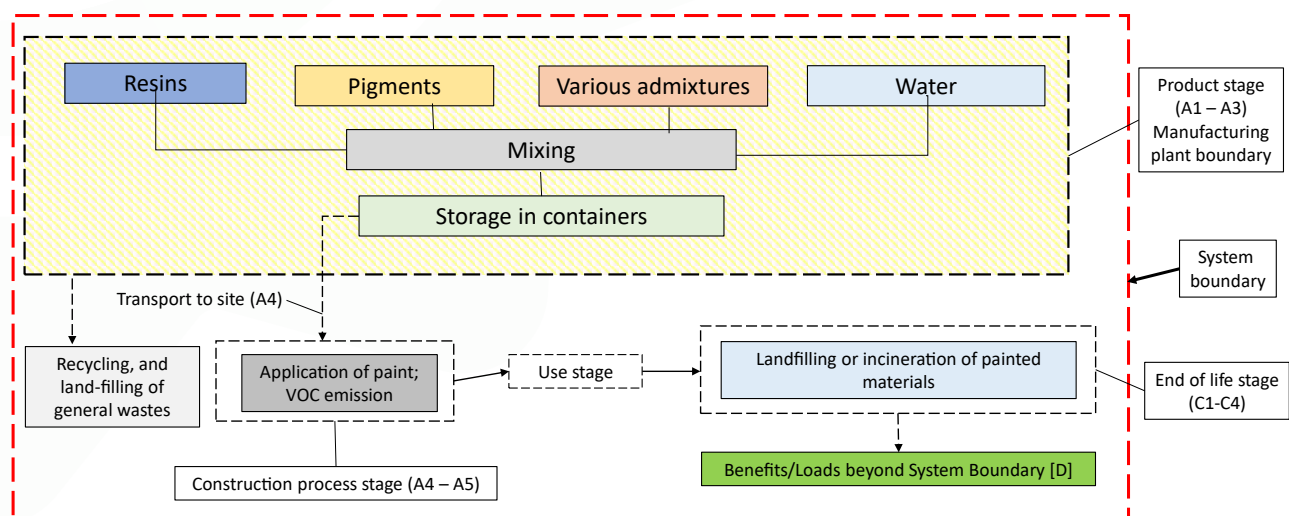 Resins
Pigments
Various admixtures
Water
Mixing
Storage in containers
Product stage
(A1 – A3)
Manufacturing
plant boundary
System
boundary
Transport to site (A4)
Recycling, and
land-filling of
general wastes
Application of paint;
VOC emission
Use stage
Landfilling or incineration of painted
materials
End of life stage
(C1-C4)
Construction process stage (A4 – A5)
Benefits/Loads beyond System Boundary [D]